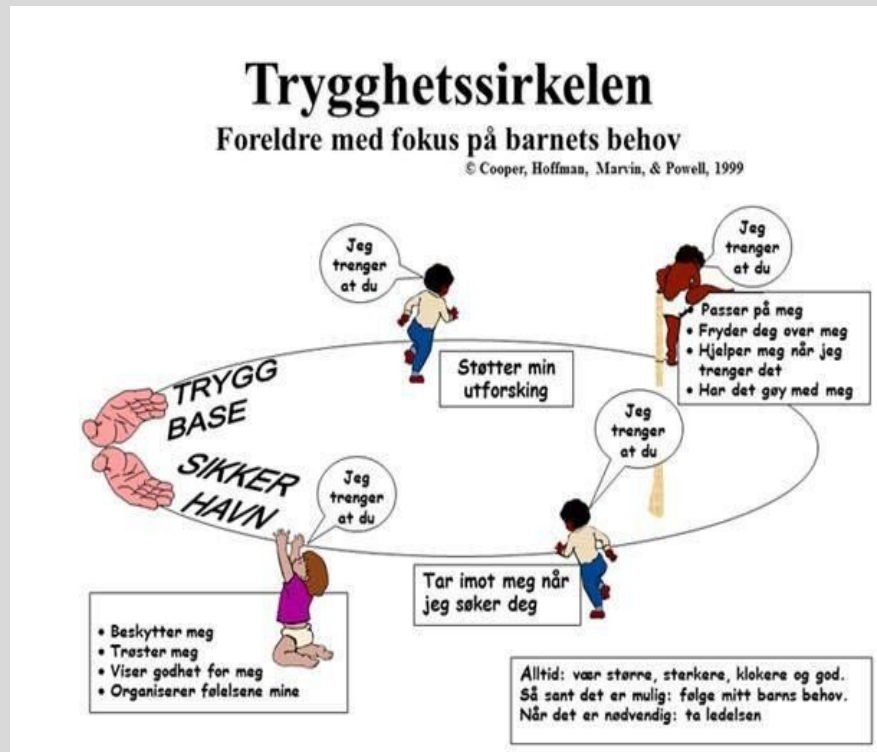 Trygghetssirkelen
Foreldre med fokus på barnets behov
© Cooper, Hoffman, Marvin, & Powell, 1999
Jeg
trenger
at du
Støtter min
utforsking
Jeg
trenger
at du
• Passer på meg
• Fryder deg over meg
• Hjelper meg når jeg
trenger det
• Har det gøy med meg
TRYGG
BASE
SIKKER
HAVN
Jeg
trenger
at du
Tar imot meg når
jeg søker deg
Jeg
trenger
at du
• Beskytter meg
• Trøster meg
• Viser godhet for meg
• Organiserer følelsene mine
Alltid: vær større, sterkere, klokere og god.
Så sant det er mulig: følge mitt barns behov.
Når det er nødvendig: ta ledelsen